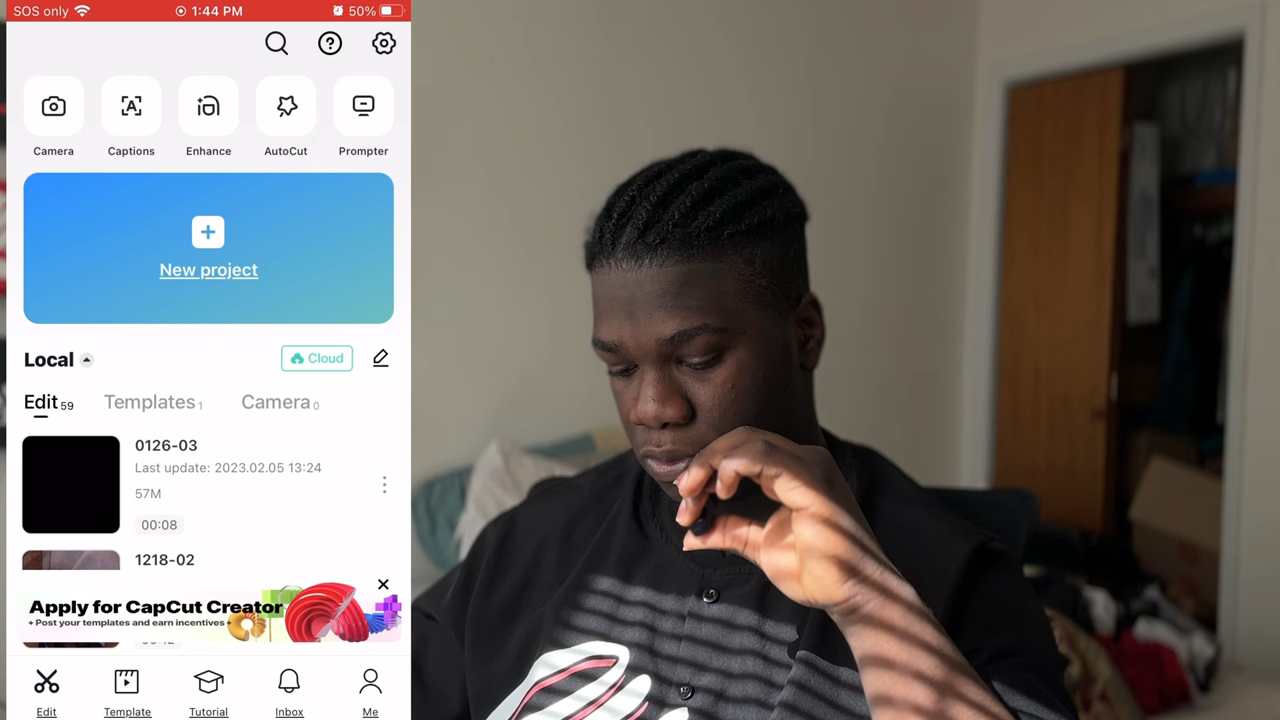 SOS only 1:44 PM 50%
Camera Captions Enhance AutoCut Prompter
New project
Local Cloud
Edit 59 Templates 1 Camera 0
0126-03
Last update: 2023.02.05 13:24
57M
00:08
1218-02
Apply for CapCut Creator
+ Post your templates and earn incentives +
Edit Template Tutorial Inbox Me